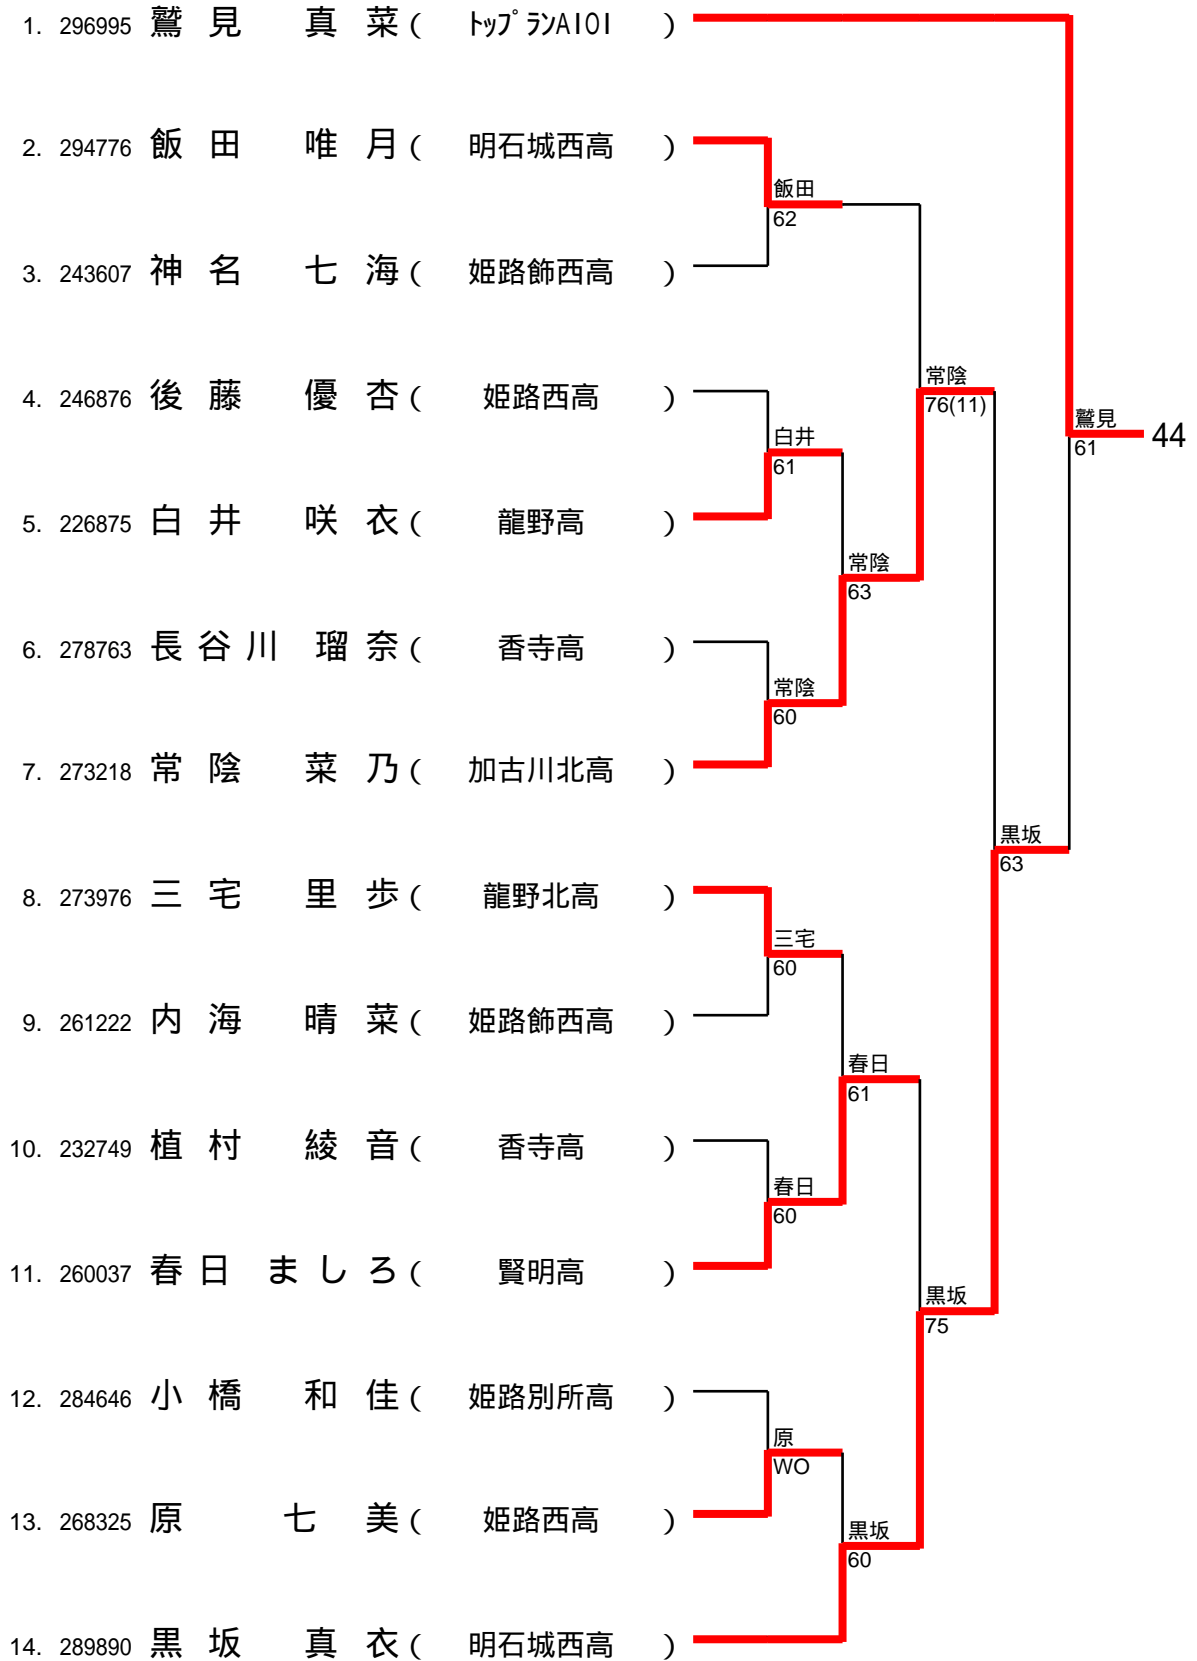 1. 296995 鷲見 真菜 ( トップランAIOI )
2. 294776 飯田 唯月 ( 明石城西高 )
飯田
62
3. 243607 神名 七海 ( 姫路飾西高 )
常陰
76(11)
4. 246876 後藤 優杏 ( 姫路西高 )
鷲見
61
44
白井
61
5. 226875 白井 咲衣 ( 龍野高 )
常陰
63
6. 278763 長谷川 瑠奈 ( 香寺高 )
常陰
60
7. 273218 常陰 菜乃 ( 加古川北高 )
黒坂
63
8. 273976 三宅 里歩 ( 龍野北高 )
三宅
60
9. 261222 内海 晴菜 ( 姫路飾西高 )
春日
61
10. 232749 植村 綾音 ( 香寺高 )
春日
60
11. 260037 春日 ましろ ( 賢明高 )
黒坂
75
12. 284646 小橋 和佳 ( 姫路別所高 )
原
WO
13. 268325 原 七美 ( 姫路西高 )
黒坂
60
14. 289890 黒坂 真衣 ( 明石城西高 )